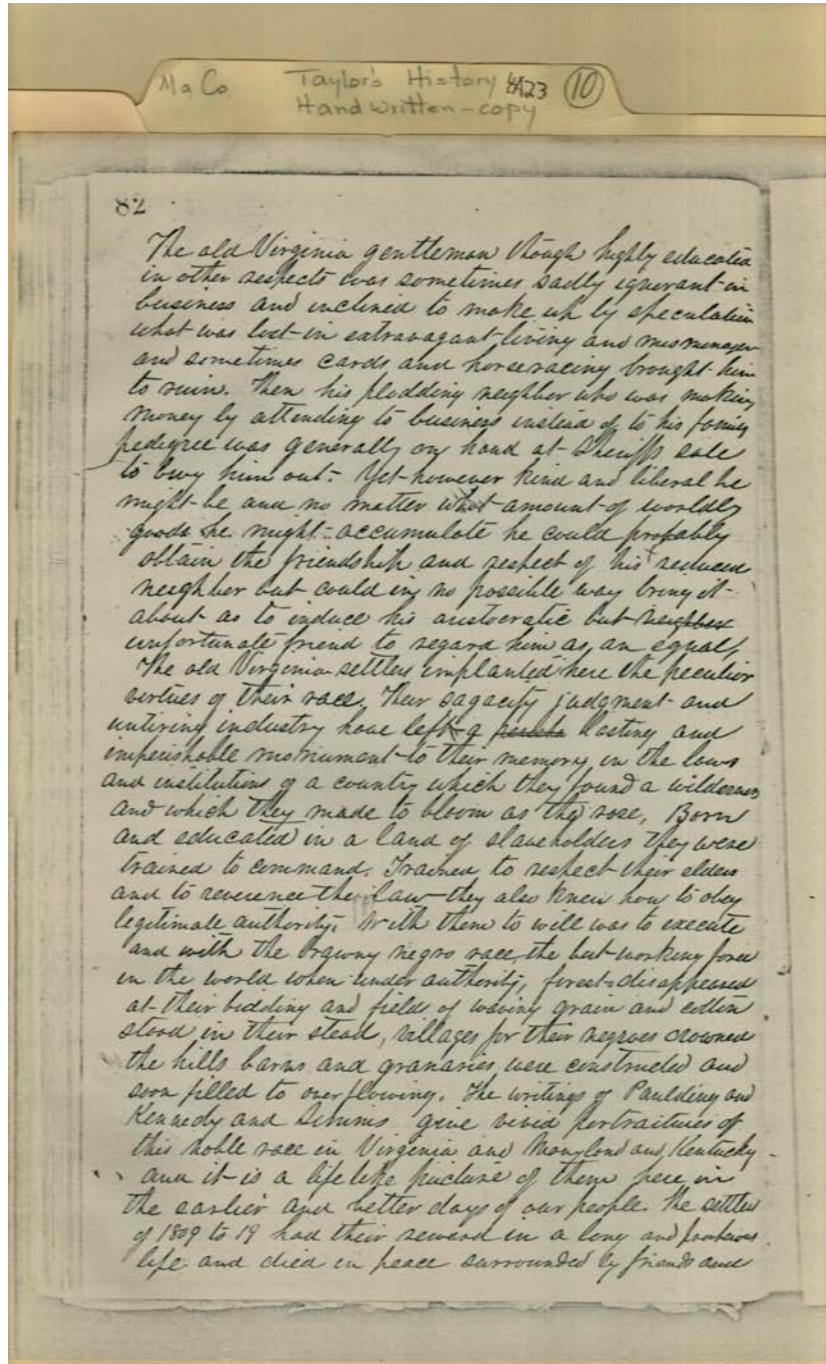 Ma Co Taylor's History 4A23 10
Handwritten - copy
82
The old Virginia gentleman though highly educated
in other respects was sometimes sadly ignorant in
business and inclined to make up by speculation
what was lost in extravagant living and mismanage
and sometimes cards and horseracing brought him
to ruin. Then his plodding neighbor who was making
money by attending to business instead of to his family
pedigree was generally on hand at Sheriffs sale
to buy him out. Yet however kind and liberal he
might be and no matter what amount of worldly
goods he might accumulate he could probably
obtain the friendship and respect of his reduced
neighbor but could in no possible way bring it
about as to induce his aristocratic but neighbor
unfortunate friend to regard him as an equal,
The old Virginia settlers implanted here the peculiar
virtues of their race. Their sagacity judgment and
untiring industry have left a lasting and
imperishable monument to their memory in the laws
and institutions of a country which they found a wilderness
and which they made to bloom as the rose, Born
and educated in a land of slaveholders they were
trained to command. Trained to respect their elders
and to reverence the law they also knew how to obey
legitimate authority. With them to will was to execute
and with the brawny negro race, the best working force
in the world when under authority, forests disappeared
at their bidding and field of waving grain and cotton
stood in their stead, villages for their negroes crowned
the hills barns and granaries were constructed and
soon filled to overflowing. The writings of Paulding and
Kennedy and Simms give vivid portraitures of
this noble race in Virginia and Maryland and Kentucky
and it is a life like picture of them here in
the earlier and better days of our people. The settlers
of 1809 to 19 had their reward in a long and prosperous
life and died in peace surrounded by friends and